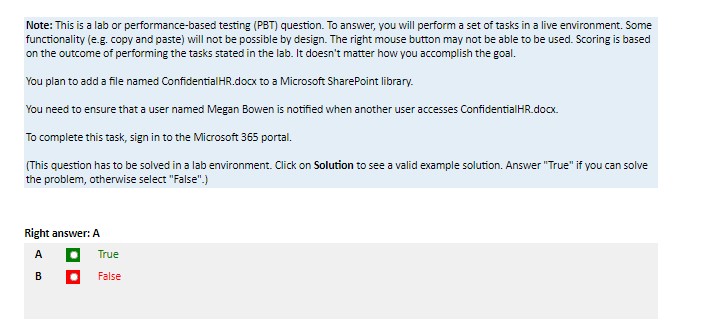 Note: This is a lab or performance-based testing (PBT) question. To answer, you will perform a set of tasks in a live environment. Some
functionality (e.g. copy and paste) will not be possible by design. The right mouse button may not be able to be used. Scoring is based
on the outcome of performing the tasks stated in the lab. It doesn't matter how you accomplish the goal.
You plan to add a file named ConfidentialHR.docx to a Microsoft SharePoint library.
You need to ensure that a user named Megan Bowen is notified when another user accesses ConfidentialHR.docx.
To complete this task, sign in to the Microsoft 365 portal.
(This question has to be solved in a lab environment. Click on Solution to see a valid example solution. Answer "True" if you can solve
the problem, otherwise select "False".)
Right answer: A
A True
B False